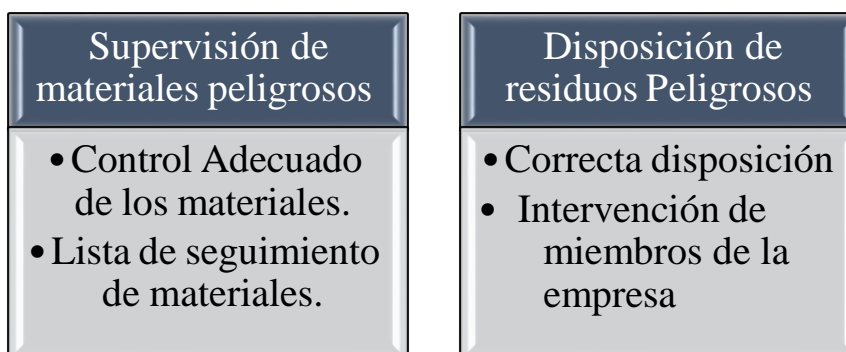 Supervisión de
materiales peligrosos
• Control Adecuado
de los materiales.
• Lista de seguimiento
de materiales.
Disposición de
residuos Peligrosos
• Correcta disposición
• Intervención de
miembros de la
empresa